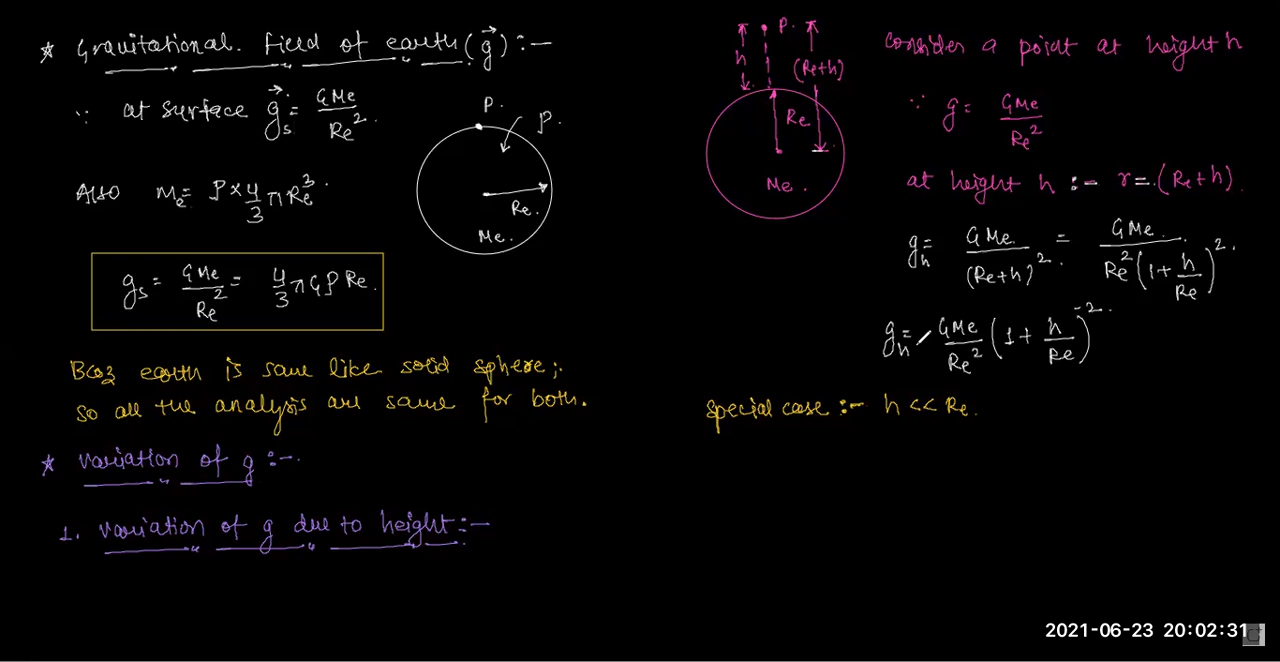 * Gravitational Field of earth (g⃗) :-
∵ at surface g⃗s = GMe/Re².
Also Me = ρ × 4/3 π Re³.
P.
ρ.
Re.
Me.
gs = GMe/Re² = 4/3 π G ρ Re.
Bcoz earth is same like solid sphere;
so all the analysis are same for both.
* Variation of g :-
1. Variation of g due to height :-
P.
h
(Re+h)
Re
Me.
Consider a point at height h
∵ g = GMe/Re²
at height h :- r = (Re+h).
gh = GMe/(Re+h)² = GMe/Re²(1+h/Re)².
gh = GMe/Re² (1 + h/Re)⁻².
Special case :- h << Re.
2021-06-23 20:02:31